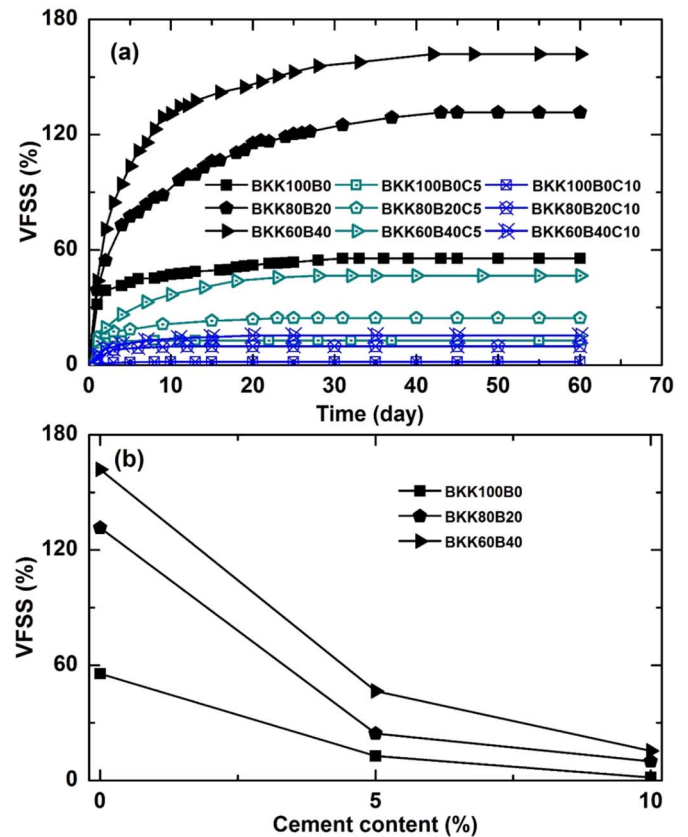 (a)
VFSS (%)
180
120
60
0
BKK100B0 BKK100B0C5 BKK100B0C10
BKK80B20 BKK80B20C5 BKK80B20C10
BKK60B40 BKK60B40C5 BKK60B40C10
0 10 20 30 40 50 60 70
Time (day)
(b)
VFSS (%)
180
120
60
0
BKK100B0
BKK80B20
BKK60B40
0 5 10
Cement content (%)